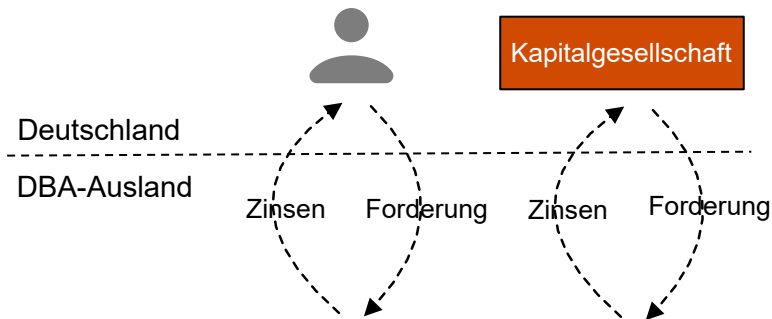 Kapitalgesellschaft
Deutschland
DBA-Ausland
Zinsen
Forderung
Zinsen
Forderung